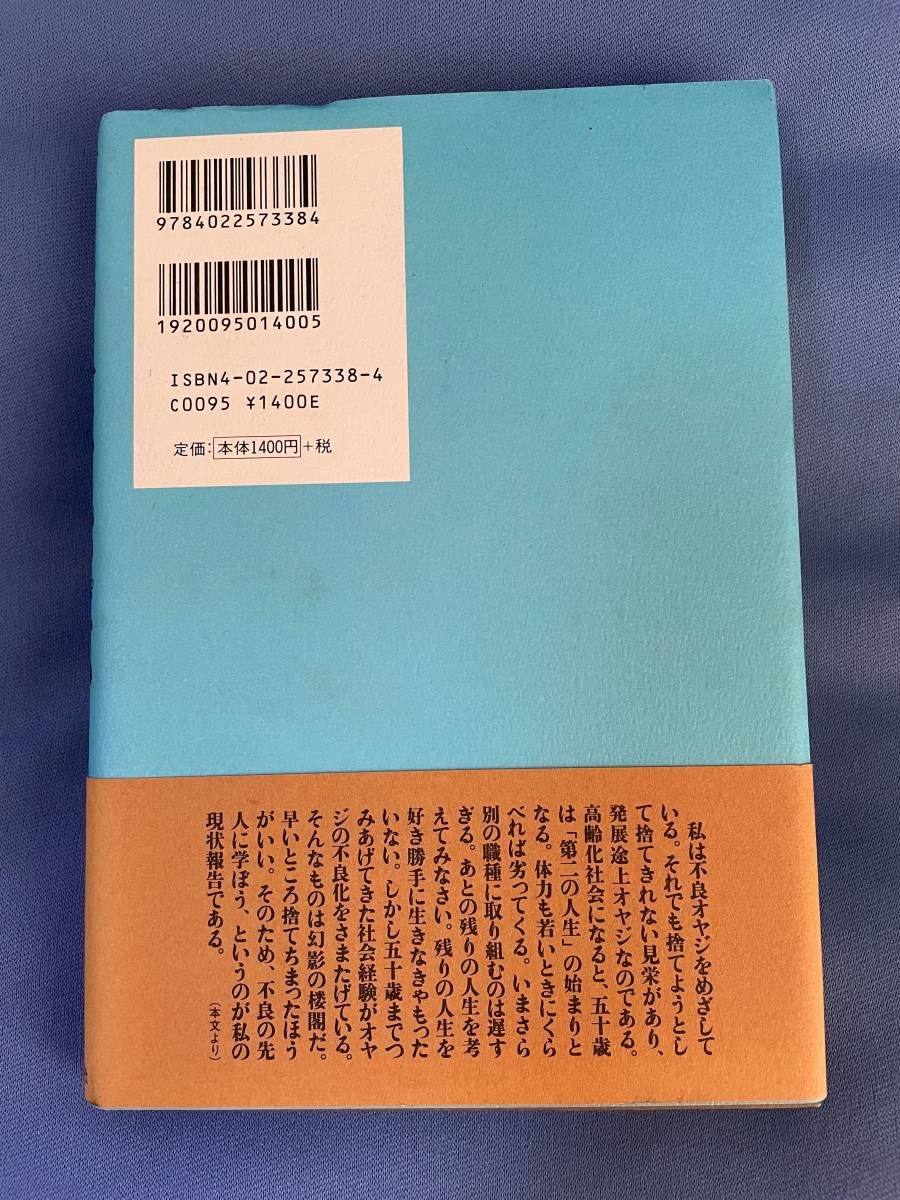 9784022573384
1920095014005
ISBN4-02-257338-4
C0095 ¥1400E
定価：本体1400円＋税
私は不良オヤジをめざして
いる。それでも捨てようとし
て捨てきれない見栄があり、
発展途上オヤジなのである。
高齢化社会になると、五十歳
は「第二の人生」の始まりと
なる。体力も若いときにくら
べれば劣ってくる。いまさら
別の職種に取り組むのは遅す
ぎる。あとの残りの人生を考
えてみなさい。残りの人生を
好き勝手に生きなきゃもった
いない。しかし五十歳までつ
みあげてきた社会経験がオヤ
ジの不良化をさまたげている。
そんなものは幻影の楼閣だ。
早いところ捨てちまったほう
がいい。そのため、不良の先
人に学ぼう、というのが私の
現状報告である。
（本文より）